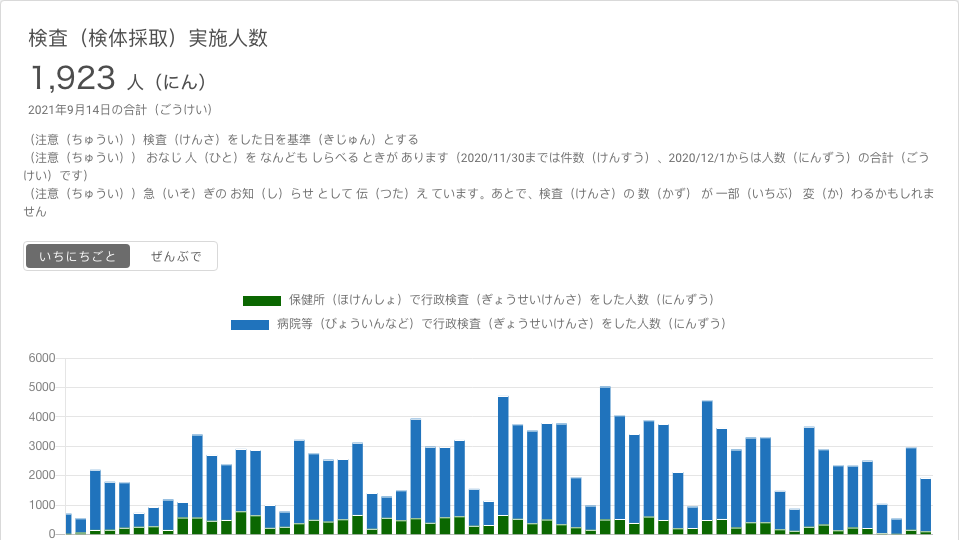 検査（検体採取）実施人数
1,923 人（にん）
2021年9月14日の合計（ごうけい）
（注意（ちゅうい））検査（けんさ）をした日を基準（きじゅん）とする
（注意（ちゅうい）） おなじ 人（ひと）を なんども しらべる ときが あります（2020/11/30までは件数（けんすう）、2020/12/1からは人数（にんずう）の合計（ごう
けい）です）
（注意（ちゅうい））急（いそ）ぎの お知（し）らせ として 伝（つた）え ています。あとで、検査（けんさ）の 数（かず） が 一部（いちぶ） 変（か）わるかもしれま
せん
いちにちごと ぜんぶで
保健所（ほけんしょ）で行政検査（ぎょうせいけんさ）をした人数（にんずう）
病院等（びょういんなど）で行政検査（ぎょうせいけんさ）をした人数（にんずう）
6000
5000
4000
3000
2000
1000
0